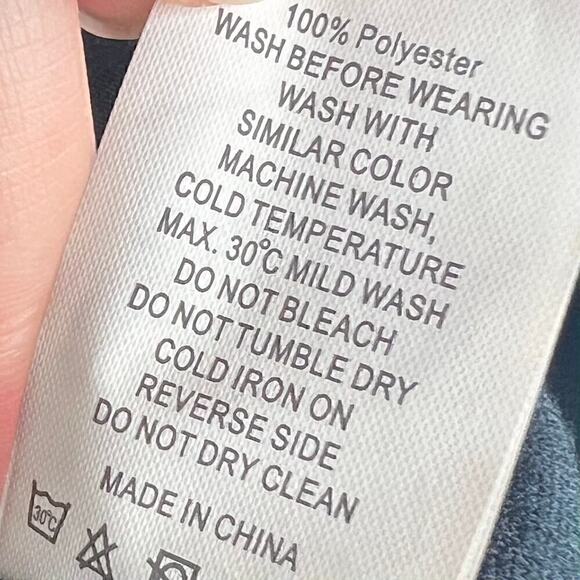 100% Polyester
WASH BEFORE WEARING
WASH WITH
SIMILAR COLOR
MACHINE WASH,
COLD TEMPERATURE
MAX. 30°C MILD WASH
DO NOT BLEACH
DO NOT TUMBLE DRY
COLD IRON ON
REVERSE SIDE
DO NOT DRY CLEAN
MADE IN CHINA
30°C